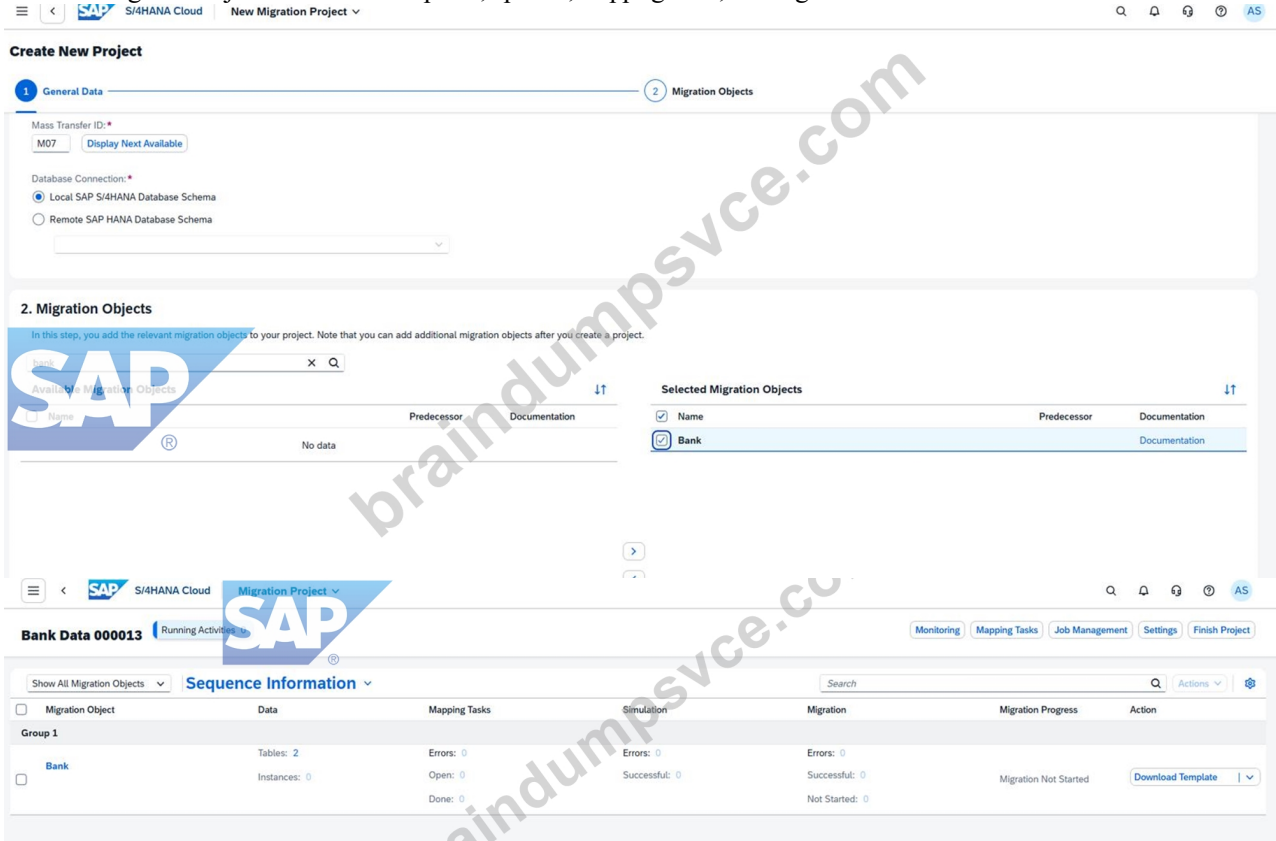 SAP S/4HANA Cloud New Migration Project AS
Create New Project
1 General Data 2 Migration Objects
Mass Transfer ID:*
M07 Display Next Available
Database Connection:*
Local SAP S/4HANA Database Schema
Remote SAP HANA Database Schema
2. Migration Objects
In this step, you add the relevant migration objects to your project. Note that you can add additional migration objects after you create a project.
bank
Available Migration Objects Selected Migration Objects
Name Predecessor Documentation Name Predecessor Documentation
No data Bank Documentation
SAP ®
braindumpsvce.com
SAP S/4HANA Cloud Migration Project AS
Bank Data 000013 Running Activities 0 Monitoring Mapping Tasks Job Management Settings Finish Project
SAP ®
Show All Migration Objects Sequence Information Search Actions
Migration Object Data Mapping Tasks Simulation Migration Migration Progress Action
Group 1
Bank Tables: 2 Errors: 0 Errors: 0 Errors: 0
Instances: 0 Open: 0 Successful: 0 Successful: 0 Migration Not Started Download Template
Done: 0 Not Started: 0
aindumpsvce.co